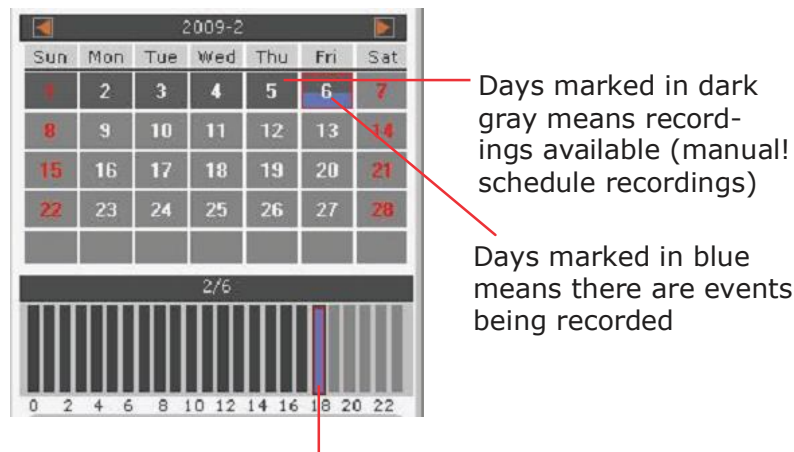 2009-2
Sun Mon Tue Wed Thu Fri Sat
1 2 3 4 5 6 7
8 9 10 11 12 13 14
15 16 17 18 19 20 21
22 23 24 25 26 27 28
Days marked in dark
gray means record-
ings available (manual!
schedule recordings)
Days marked in blue
means there are events
being recorded
2/6
0 2 4 6 8 10 12 14 16 18 20 22